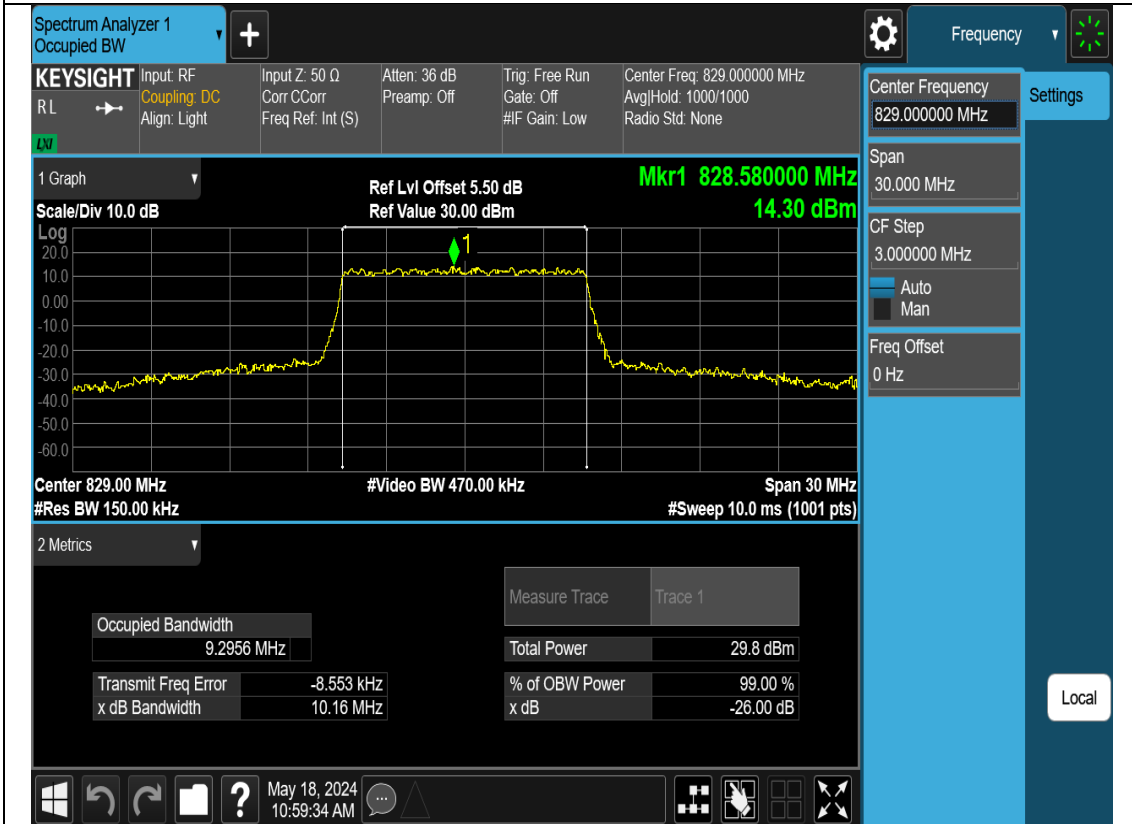 Spectrum Analyzer 1
Occupied BW
Frequency
KEYSIGHT
R L
LXI
Input: RF
Coupling: DC
Align: Light
Input Z: 50 Ω
Corr CCorr
Freq Ref: Int (S)
Atten: 36 dB
Preamp: Off
Trig: Free Run
Gate: Off
#IF Gain: Low
Center Freq: 829.000000 MHz
Avg|Hold: 1000/1000
Radio Std: None
Center Frequency
829.000000 MHz
Settings
Span
30.000 MHz
CF Step
3.000000 MHz
Auto
Man
Freq Offset
0 Hz
Local
1 Graph
Scale/Div 10.0 dB
Ref Lvl Offset 5.50 dB
Ref Value 30.00 dBm
Mkr1 828.580000 MHz
14.30 dBm
Log
1
20.0
10.0
0.00
-10.0
-20.0
-30.0
-40.0
-50.0
-60.0
Center 829.00 MHz
#Video BW 470.00 kHz
Span 30 MHz
#Res BW 150.00 kHz
#Sweep 10.0 ms (1001 pts)
2 Metrics
Measure Trace
Trace 1
Occupied Bandwidth
9.2956 MHz
Total Power 29.8 dBm
Transmit Freq Error -8.553 kHz
% of OBW Power 99.00 %
x dB Bandwidth 10.16 MHz
x dB -26.00 dB
?
May 18, 2024
10:59:34 AM